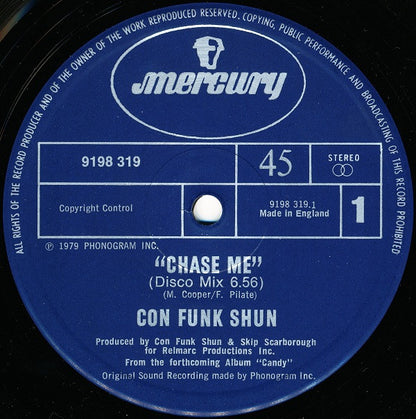 ALL RIGHTS OF THE RECORD PRODUCER AND OF THE OWNER OF THE WORK REPRODUCED RESERVED. COPYING, PUBLIC PERFORMANCE AND BROADCASTING OF THIS RECORD PROHIBITED
mercury
9198 319
45
STEREO
Copyright Control
9198 319.1
Made in England
1
℗ 1979 PHONOGRAM INC.
"CHASE ME"
(Disco Mix 6.56)
(M. Cooper/F. Pilate)
CON FUNK SHUN
Produced by Con Funk Shun & Skip Scarborough
for Relmarc Productions Inc.
From the forthcoming Album "Candy"
Original Sound Recording made by Phonogram Inc.